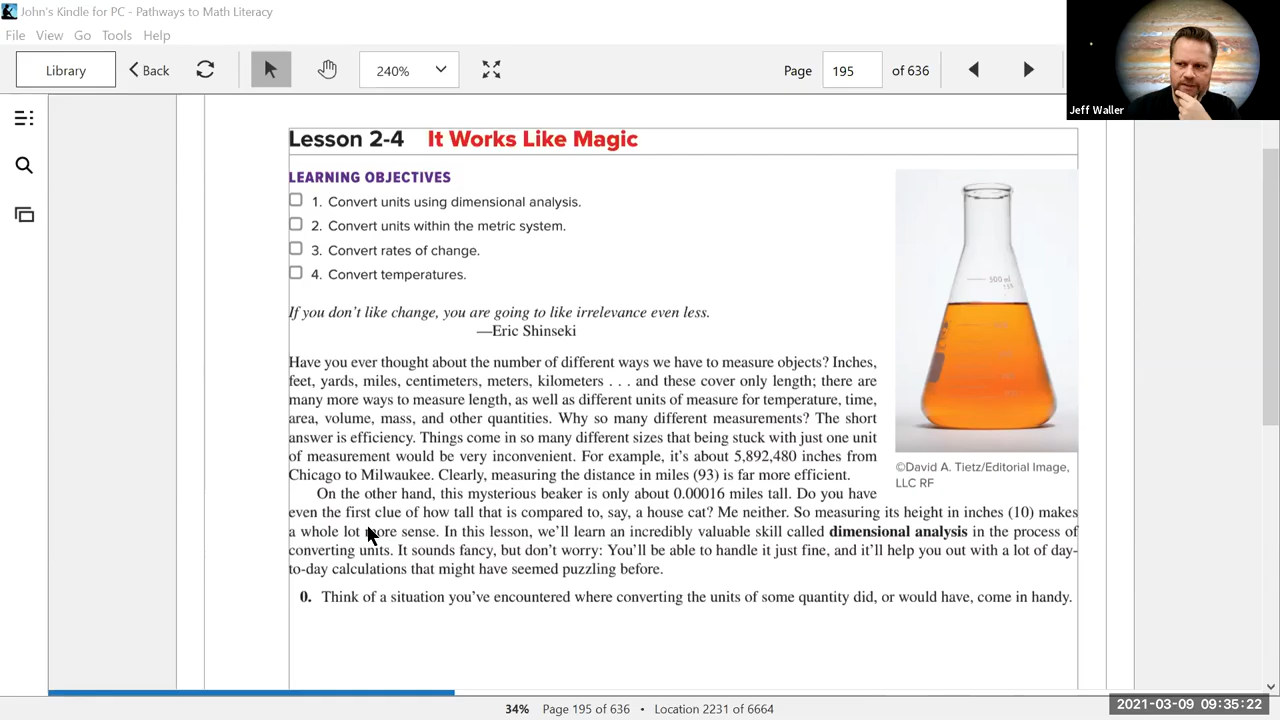 John's Kindle for PC - Pathways to Math Literacy
File View Go Tools Help
Library
Back
240%
Page 195 of 636
Jeff Waller
Lesson 2-4 It Works Like Magic
LEARNING OBJECTIVES
1. Convert units using dimensional analysis.
2. Convert units within the metric system.
3. Convert rates of change.
4. Convert temperatures.
500 ml
If you don't like change, you are going to like irrelevance even less.
—Eric Shinseki
Have you ever thought about the number of different ways we have to measure objects? Inches,
feet, yards, miles, centimeters, meters, kilometers . . . and these cover only length; there are
many more ways to measure length, as well as different units of measure for temperature, time,
area, volume, mass, and other quantities. Why so many different measurements? The short
answer is efficiency. Things come in so many different sizes that being stuck with just one unit
of measurement would be very inconvenient. For example, it's about 5,892,480 inches from
Chicago to Milwaukee. Clearly, measuring the distance in miles (93) is far more efficient.
©David A. Tietz/Editorial Image,
LLC RF
On the other hand, this mysterious beaker is only about 0.00016 miles tall. Do you have
even the first clue of how tall that is compared to, say, a house cat? Me neither. So measuring its height in inches (10) makes
a whole lot more sense. In this lesson, we'll learn an incredibly valuable skill called dimensional analysis in the process of
converting units. It sounds fancy, but don't worry: You'll be able to handle it just fine, and it'll help you out with a lot of day-
to-day calculations that might have seemed puzzling before.
0. Think of a situation you've encountered where converting the units of some quantity did, or would have, come in handy.
34% Page 195 of 636 • Location 2231 of 6664
2021-03-09 09:35:22